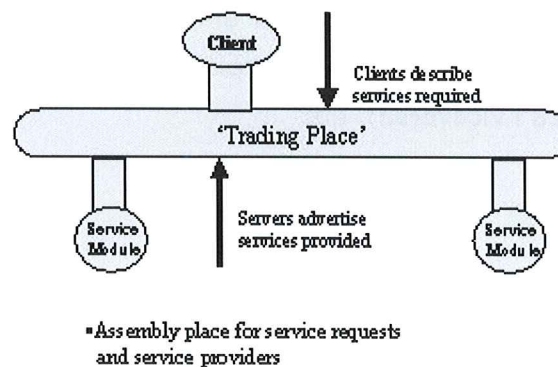 Client
Clients describe
services required
‘Trading Place’
Servers advertise
services provided
Service
Module
Service
Module
▪Assembly place for service requests
and service providers